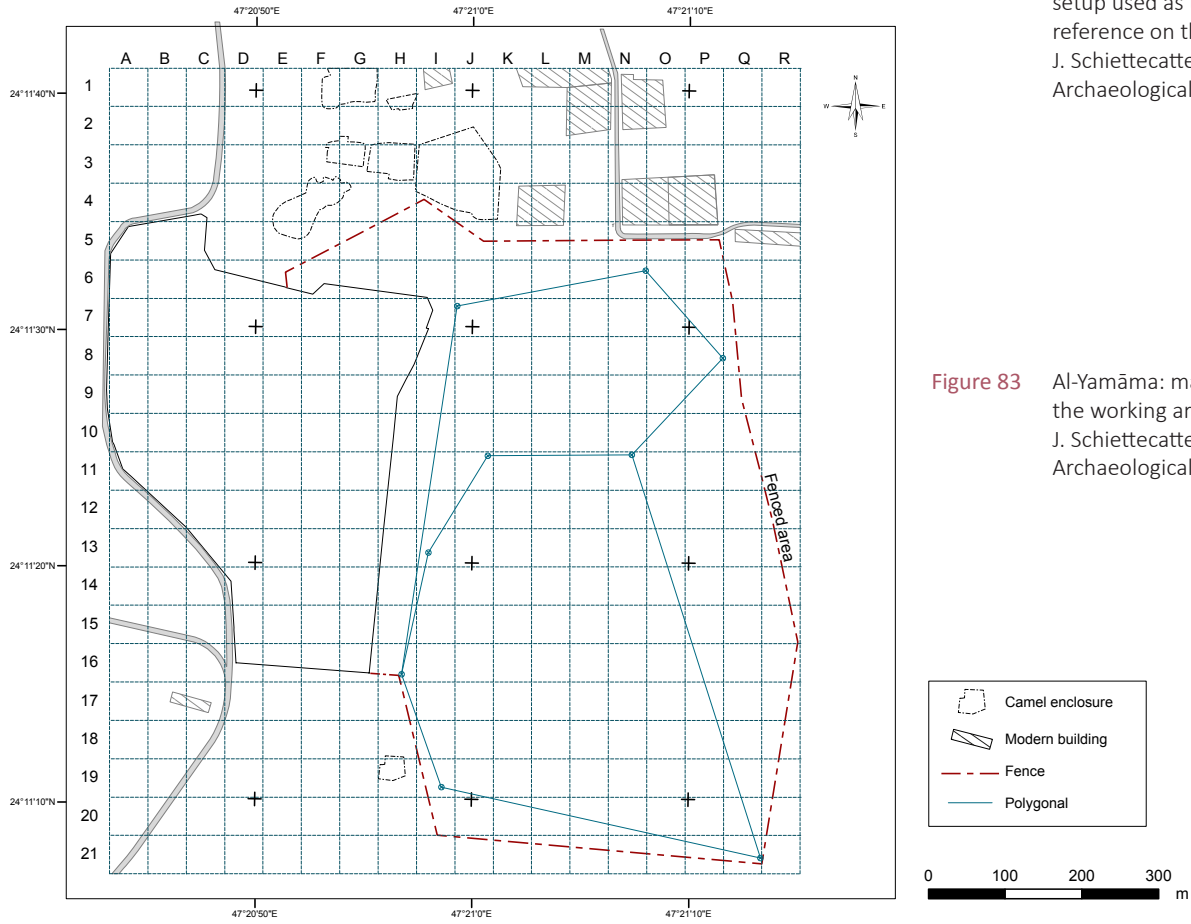 47°20'50"E 47°21'0"E 47°21'10"E
A B C D E F G H I J K L M N O P Q R
24°11'40"N
24°11'30"N
24°11'20"N
24°11'10"N
1
2
3
4
5
6
7
8
9
10
11
12
13
14
15
16
17
18
19
20
21
N
W E
S
Fenced area
47°20'50"E 47°21'0"E 47°21'10"E
setup used as
reference on th
J. Schiettecatte
Archaeological
Figure 83 Al-Yamāma: ma
the working ar
J. Schiettecatte
Archaeological
Camel enclosure
Modern building
Fence
Polygonal
0 100 200 300
m